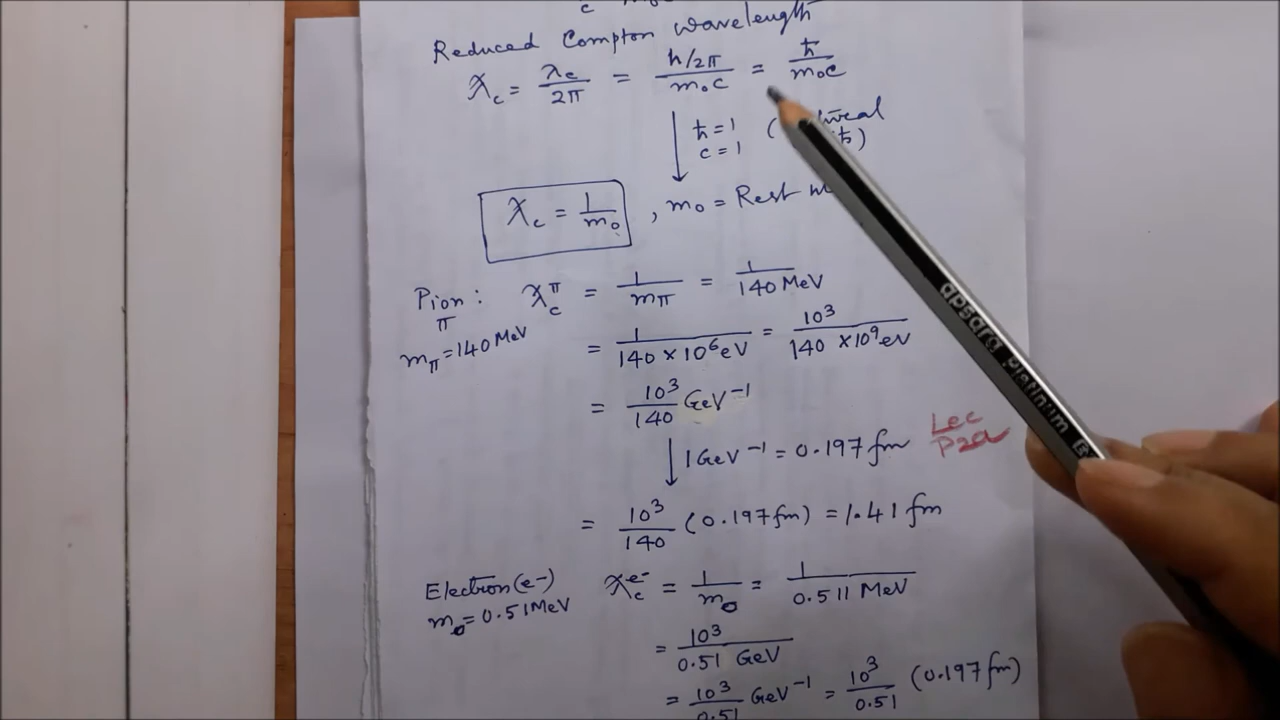 c
Reduced Compton Wavelength
ƛc = λc/2π = h/2π / m₀c = ħ/m₀c
ħ = 1
c = 1
ƛc = 1/m₀ , m₀ = Rest
Pion : ƛcπ = 1/mπ = 1/140 MeV
π
mπ = 140 MeV
= 1/140 × 10⁶ eV = 10³/140 × 10⁹ eV
= 10³/140 GeV⁻¹
1 GeV⁻¹ = 0.197 fm
Lec
P2a
= 10³/140 (0.197 fm) = 1.41 fm
Electron (e-) ƛce- = 1/m₀ = 1/0.511 MeV
m₀ = 0.51 MeV
= 10³/0.51 GeV
= 10³/0.51 GeV⁻¹ = 10³/0.51 (0.197 fm)
apsara Platinum